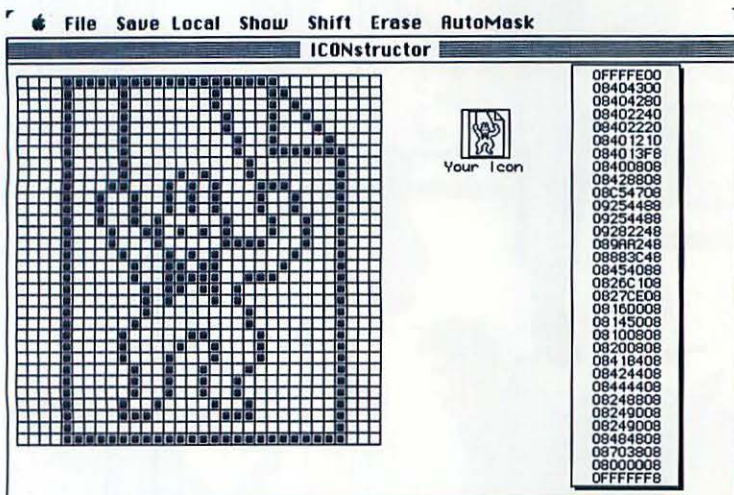 File Save Local Show Shift Erase AutoMask
ICONstructor
Your Icon
0FFFFE00
08404300
08404280
08402240
08402220
08401210
084013F8
08400808
08428808
08C54708
09254488
09254488
09282248
089AA248
08883C48
08454088
0826C108
0827CE08
08160008
08145008
08100808
08200808
08418408
08424408
08444408
08248808
08249008
08249008
08484808
08703808
08000008
0FFFFFF8